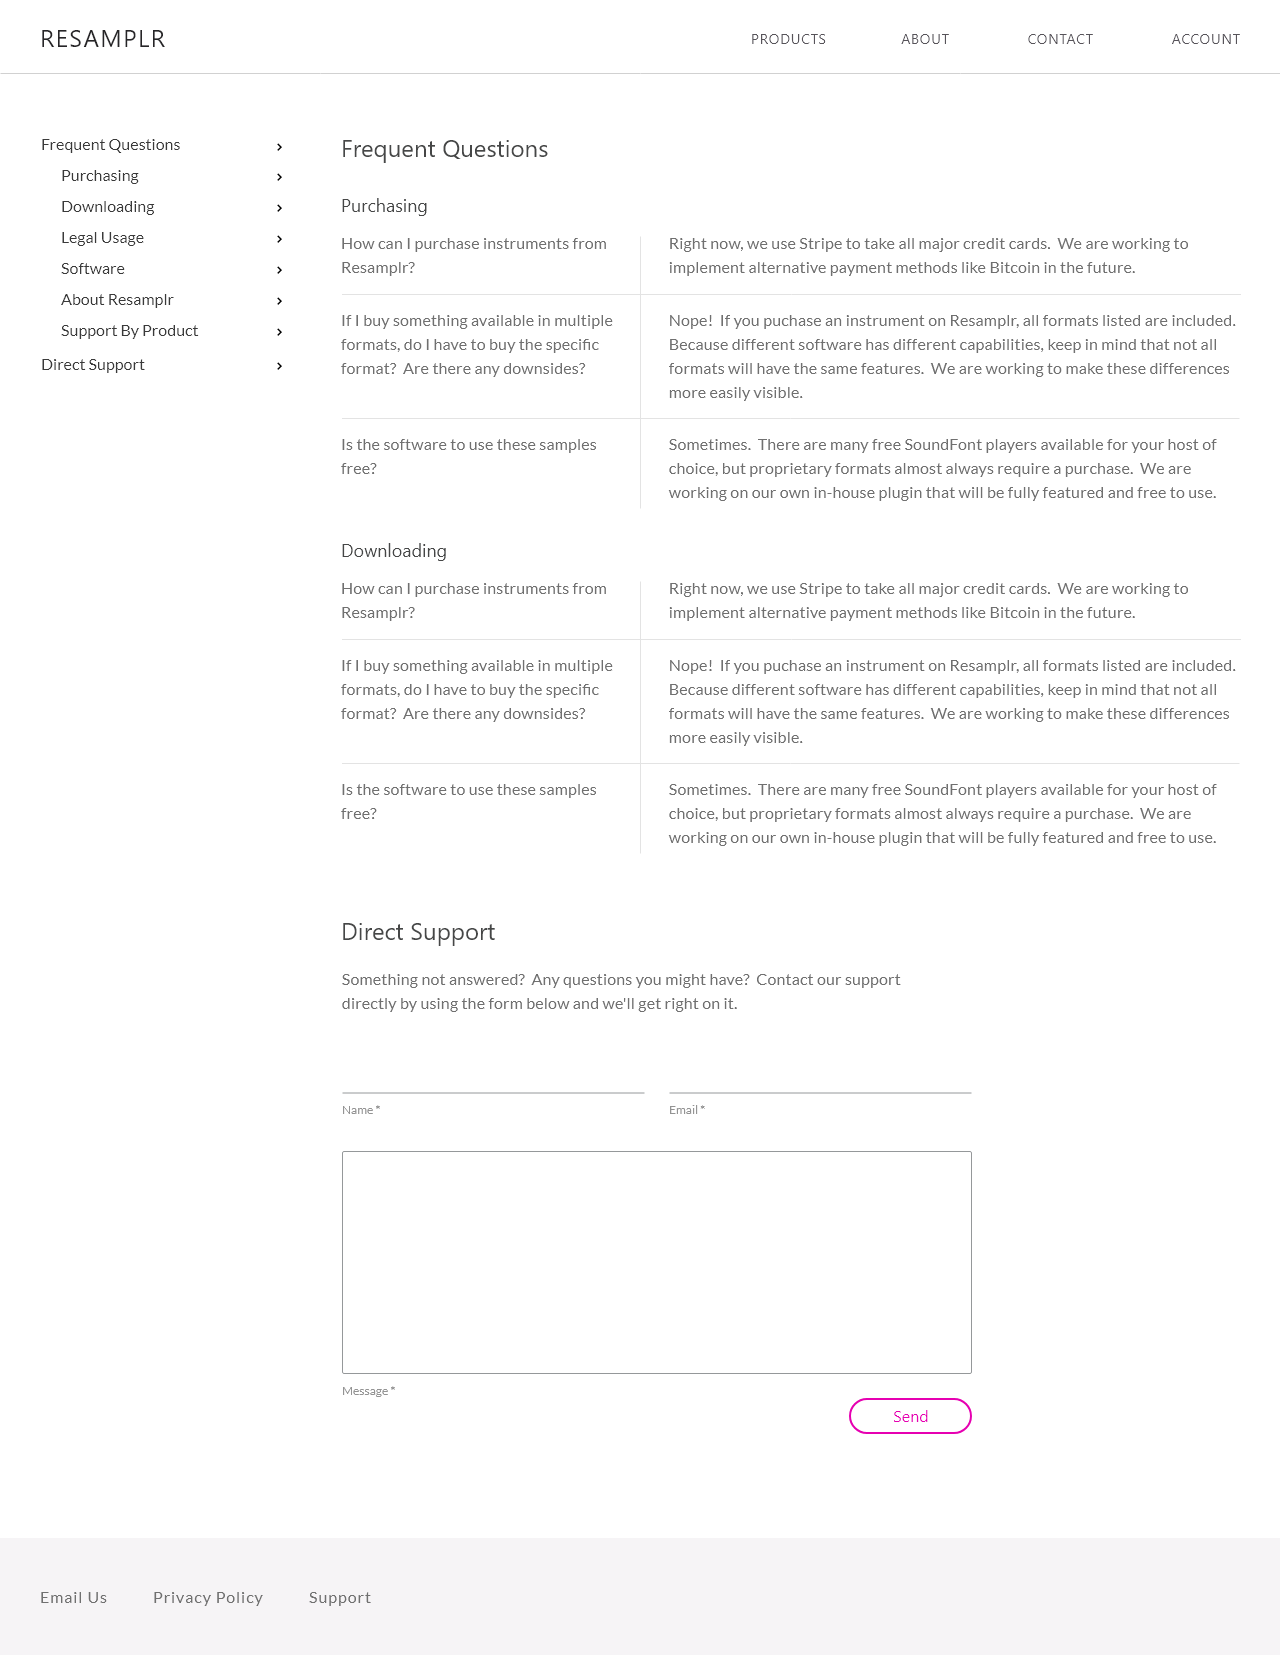 RESAMPLR
PRODUCTS ABOUT CONTACT ACCOUNT
Frequent Questions
Purchasing
Downloading
Legal Usage
Software
About Resamplr
Support By Product
Direct Support
Frequent Questions
Purchasing
How can I purchase instruments from
Resamplr?
Right now, we use Stripe to take all major credit cards.  We are working to
implement alternative payment methods like Bitcoin in the future.
If I buy something available in multiple
formats, do I have to buy the specific
format?  Are there any downsides?
Nope!  If you puchase an instrument on Resamplr, all formats listed are included.
Because different software has different capabilities, keep in mind that not all
formats will have the same features.  We are working to make these differences
more easily visible.
Is the software to use these samples
free?
Sometimes.  There are many free SoundFont players available for your host of
choice, but proprietary formats almost always require a purchase.  We are
working on our own in-house plugin that will be fully featured and free to use.
Downloading
How can I purchase instruments from
Resamplr?
Right now, we use Stripe to take all major credit cards.  We are working to
implement alternative payment methods like Bitcoin in the future.
If I buy something available in multiple
formats, do I have to buy the specific
format?  Are there any downsides?
Nope!  If you puchase an instrument on Resamplr, all formats listed are included.
Because different software has different capabilities, keep in mind that not all
formats will have the same features.  We are working to make these differences
more easily visible.
Is the software to use these samples
free?
Sometimes.  There are many free SoundFont players available for your host of
choice, but proprietary formats almost always require a purchase.  We are
working on our own in-house plugin that will be fully featured and free to use.
Direct Support
Something not answered?  Any questions you might have?  Contact our support
directly by using the form below and we'll get right on it.
Name *
Email *
Message *
Send
Email Us Privacy Policy Support